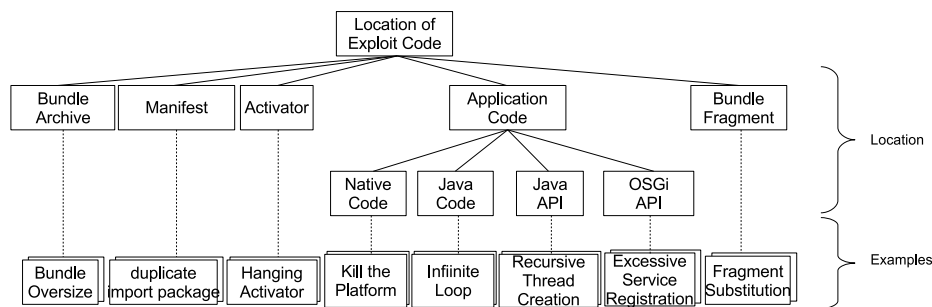 Location of
Exploit Code
Bundle
Archive
Manifest
Activator
Application
Code
Bundle
Fragment
Location
Native
Code
Java
Code
Java
API
OSGi
API
Bundle
Oversize
duplicate
import package
Hanging
Activator
Kill the
Platform
Infiinite
Loop
Recursive
Thread
Creation
Excessive
Service
Registration
Fragment
Substitution
Examples